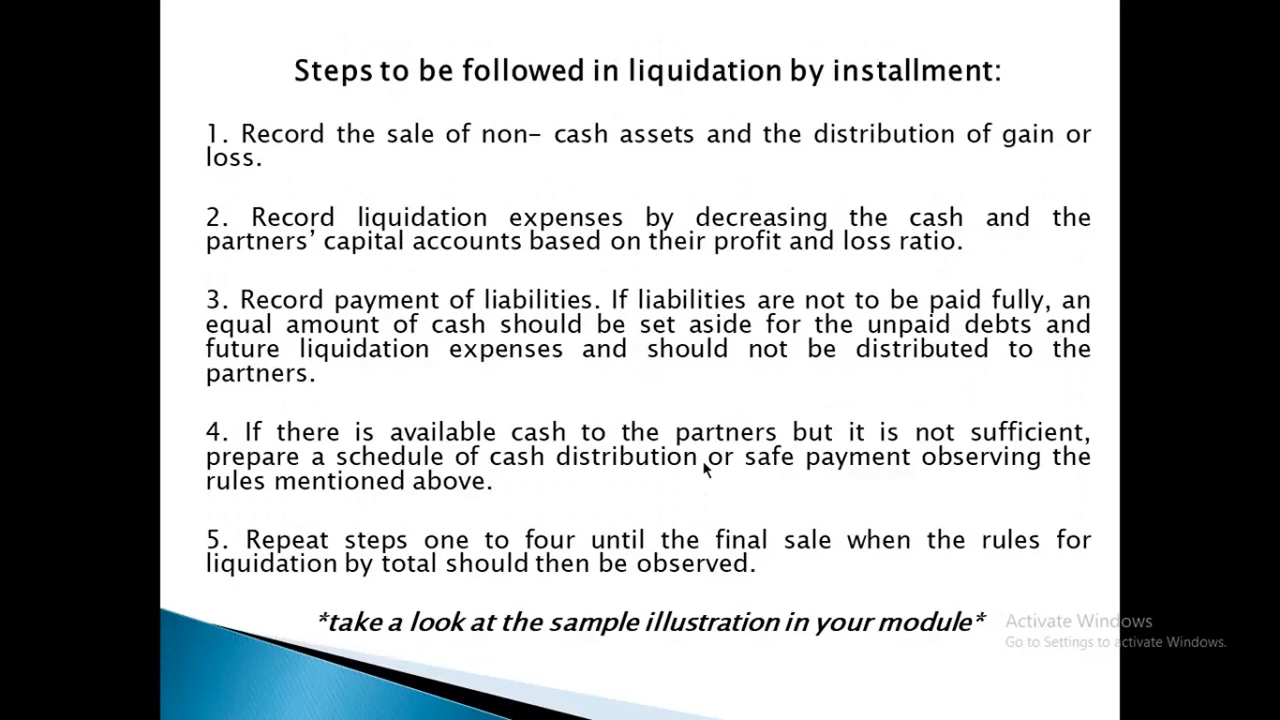 Steps to be followed in liquidation by installment:
1. Record the sale of non- cash assets and the distribution of gain or
loss.
2. Record liquidation expenses by decreasing the cash and the
partners’ capital accounts based on their profit and loss ratio.
3. Record payment of liabilities. If liabilities are not to be paid fully, an
equal amount of cash should be set aside for the unpaid debts and
future liquidation expenses and should not be distributed to the
partners.
4. If there is available cash to the partners but it is not sufficient,
prepare a schedule of cash distribution or safe payment observing the
rules mentioned above.
5. Repeat steps one to four until the final sale when the rules for
liquidation by total should then be observed.
*take a look at the sample illustration in your module*
Activate Windows
Go to Settings to activate Windows.